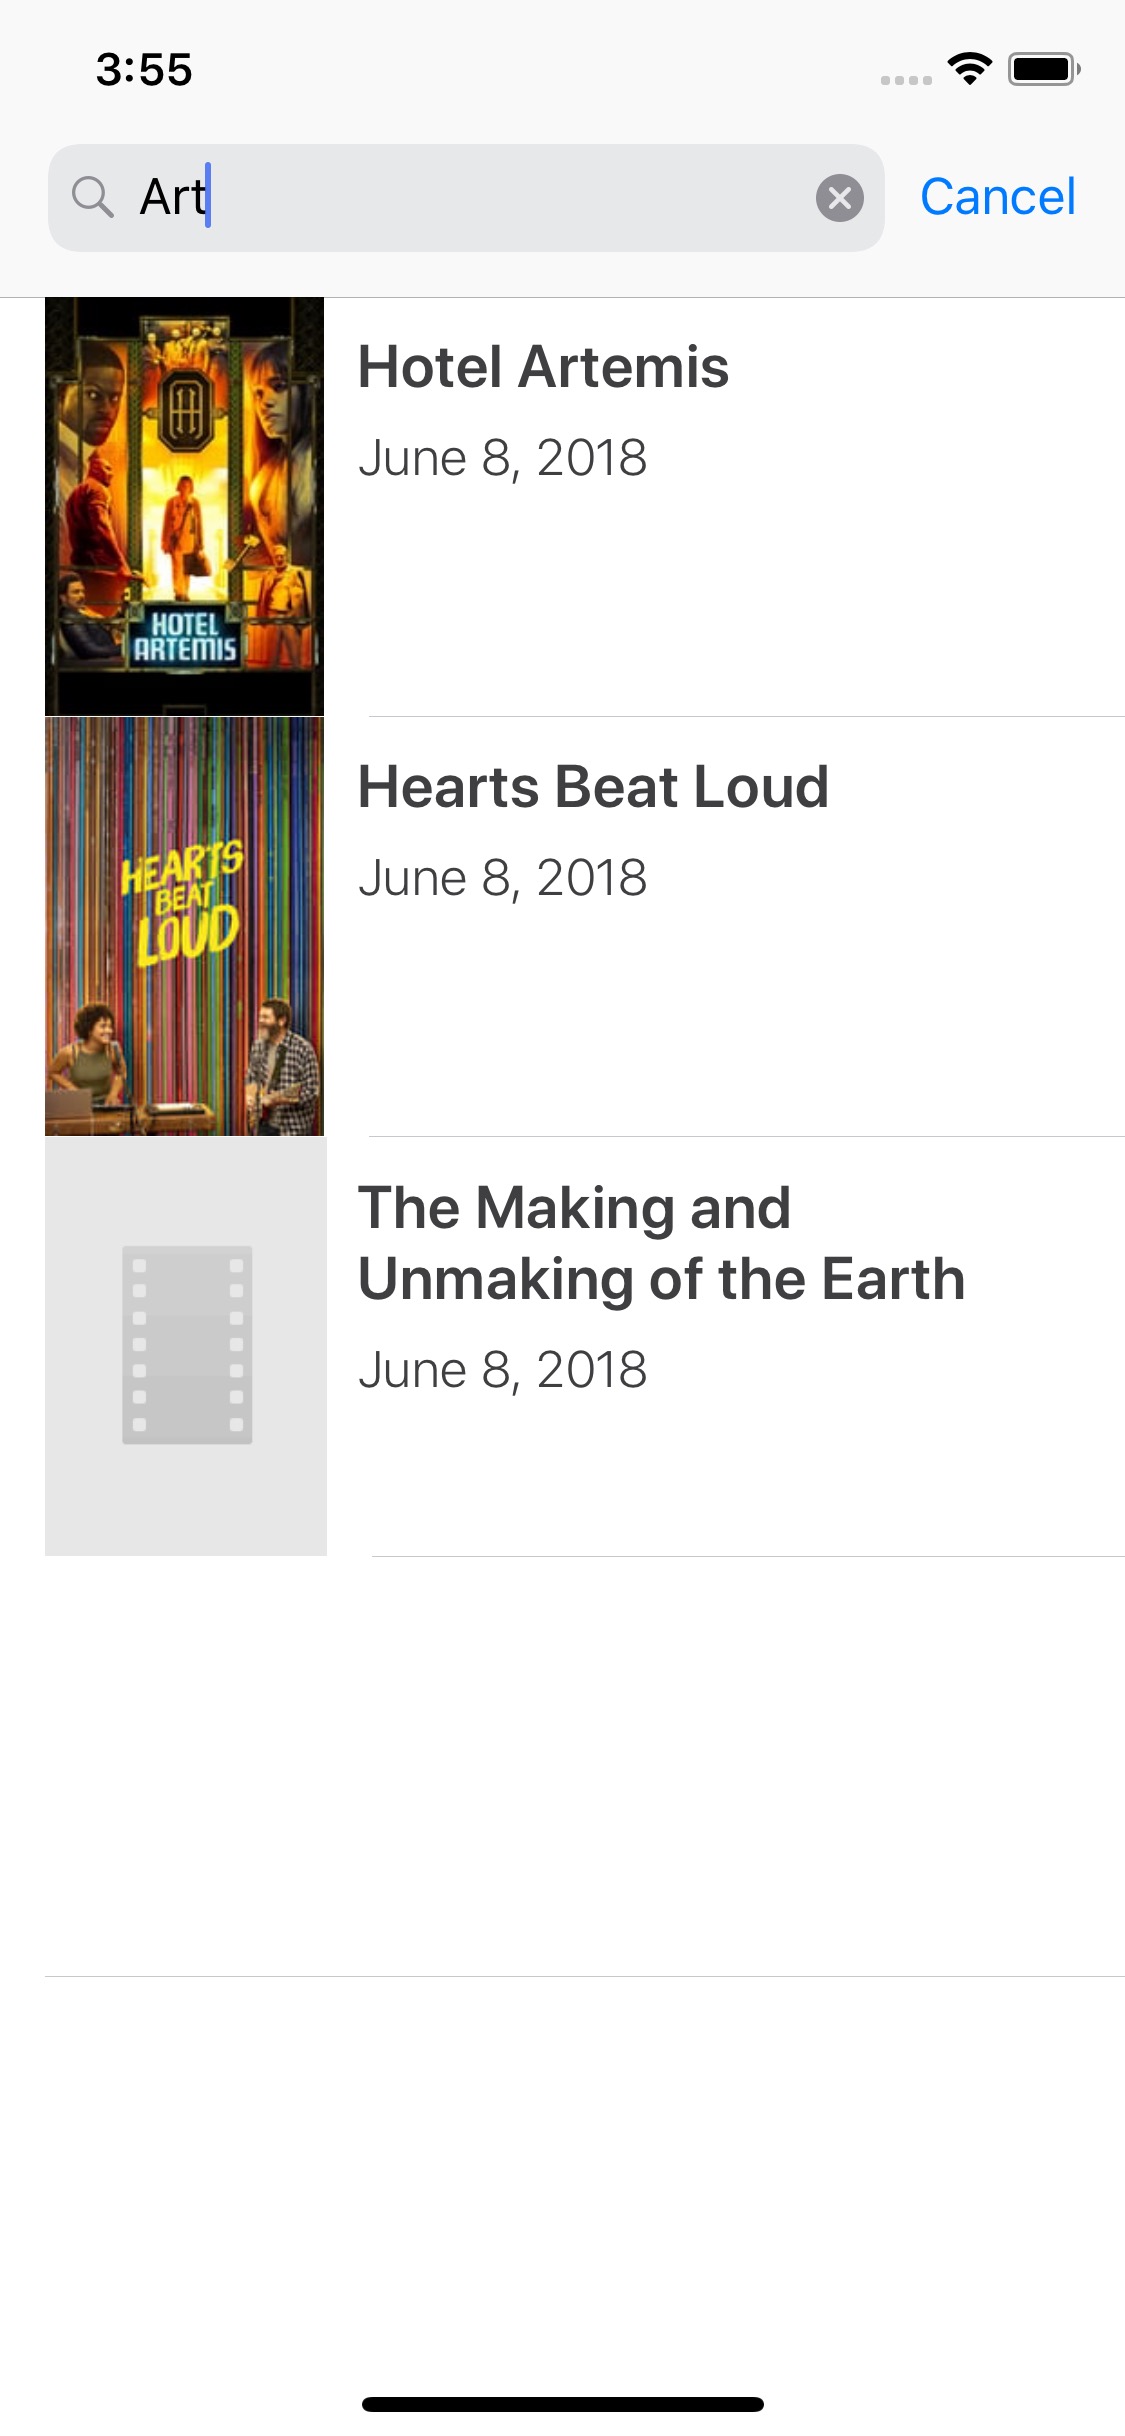 3:55
Art
Cancel
Hotel Artemis
June 8, 2018
H
HOTEL
ARTEMIS
Hearts Beat Loud
June 8, 2018
HEARTS
BEAT
LOUD
The Making and
Unmaking of the Earth
June 8, 2018